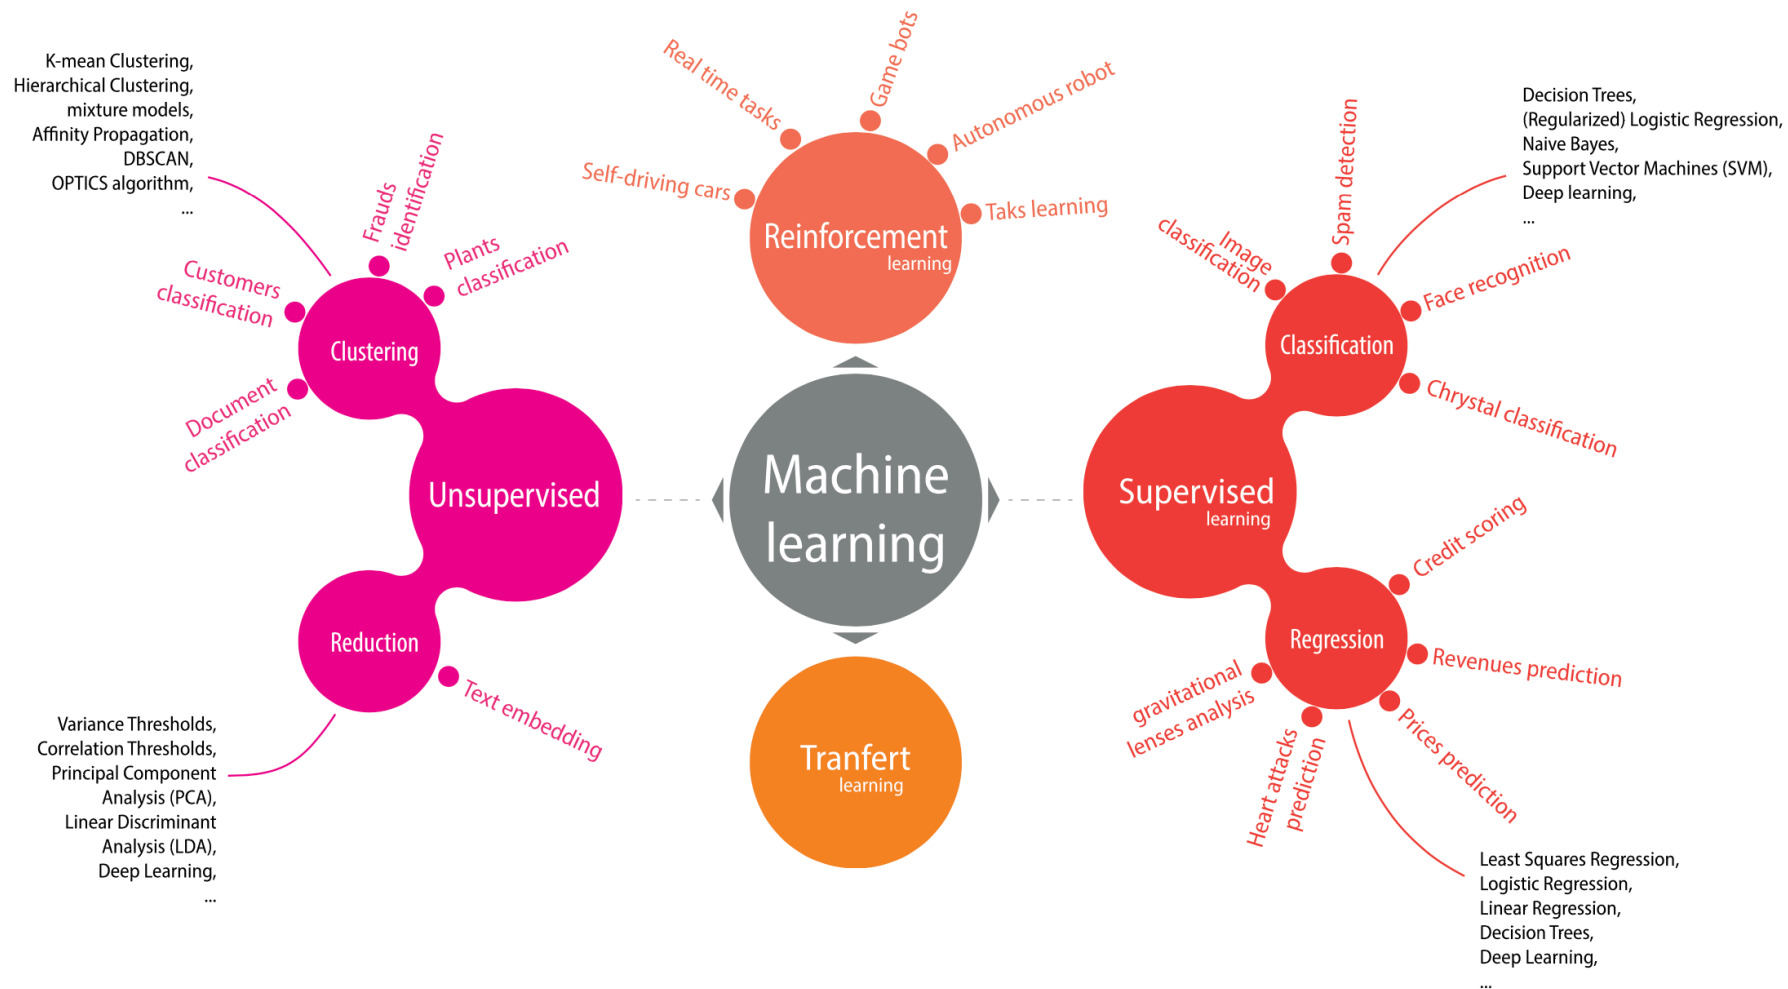 K-mean Clustering,
Hierarchical Clustering,
mixture models,
Affinity Propagation,
DBSCAN,
OPTICS algorithm,
...
Frauds
identification
Plants
classification
Customers
classification
Document
classification
Clustering
Unsupervised
Reduction
Text embedding
Variance Thresholds,
Correlation Thresholds,
Principal Component
Analysis (PCA),
Linear Discriminant
Analysis (LDA),
Deep Learning,
...
Self-driving cars
Real time tasks
Game bots
Autonomous robot
Taks learning
Reinforcement
learning
Machine
learning
Tranfert
learning
Decision Trees,
(Regularized) Logistic Regression,
Naive Bayes,
Support Vector Machines (SVM),
Deep learning,
...
Image
classification
Spam detection
Face recognition
Chrystal classification
Classification
Supervised
learning
Regression
Credit scoring
Revenues prediction
Prices prediction
Heart attacks
prediction
gravitational
lenses analysis
Least Squares Regression,
Logistic Regression,
Linear Regression,
Decision Trees,
Deep Learning,
...